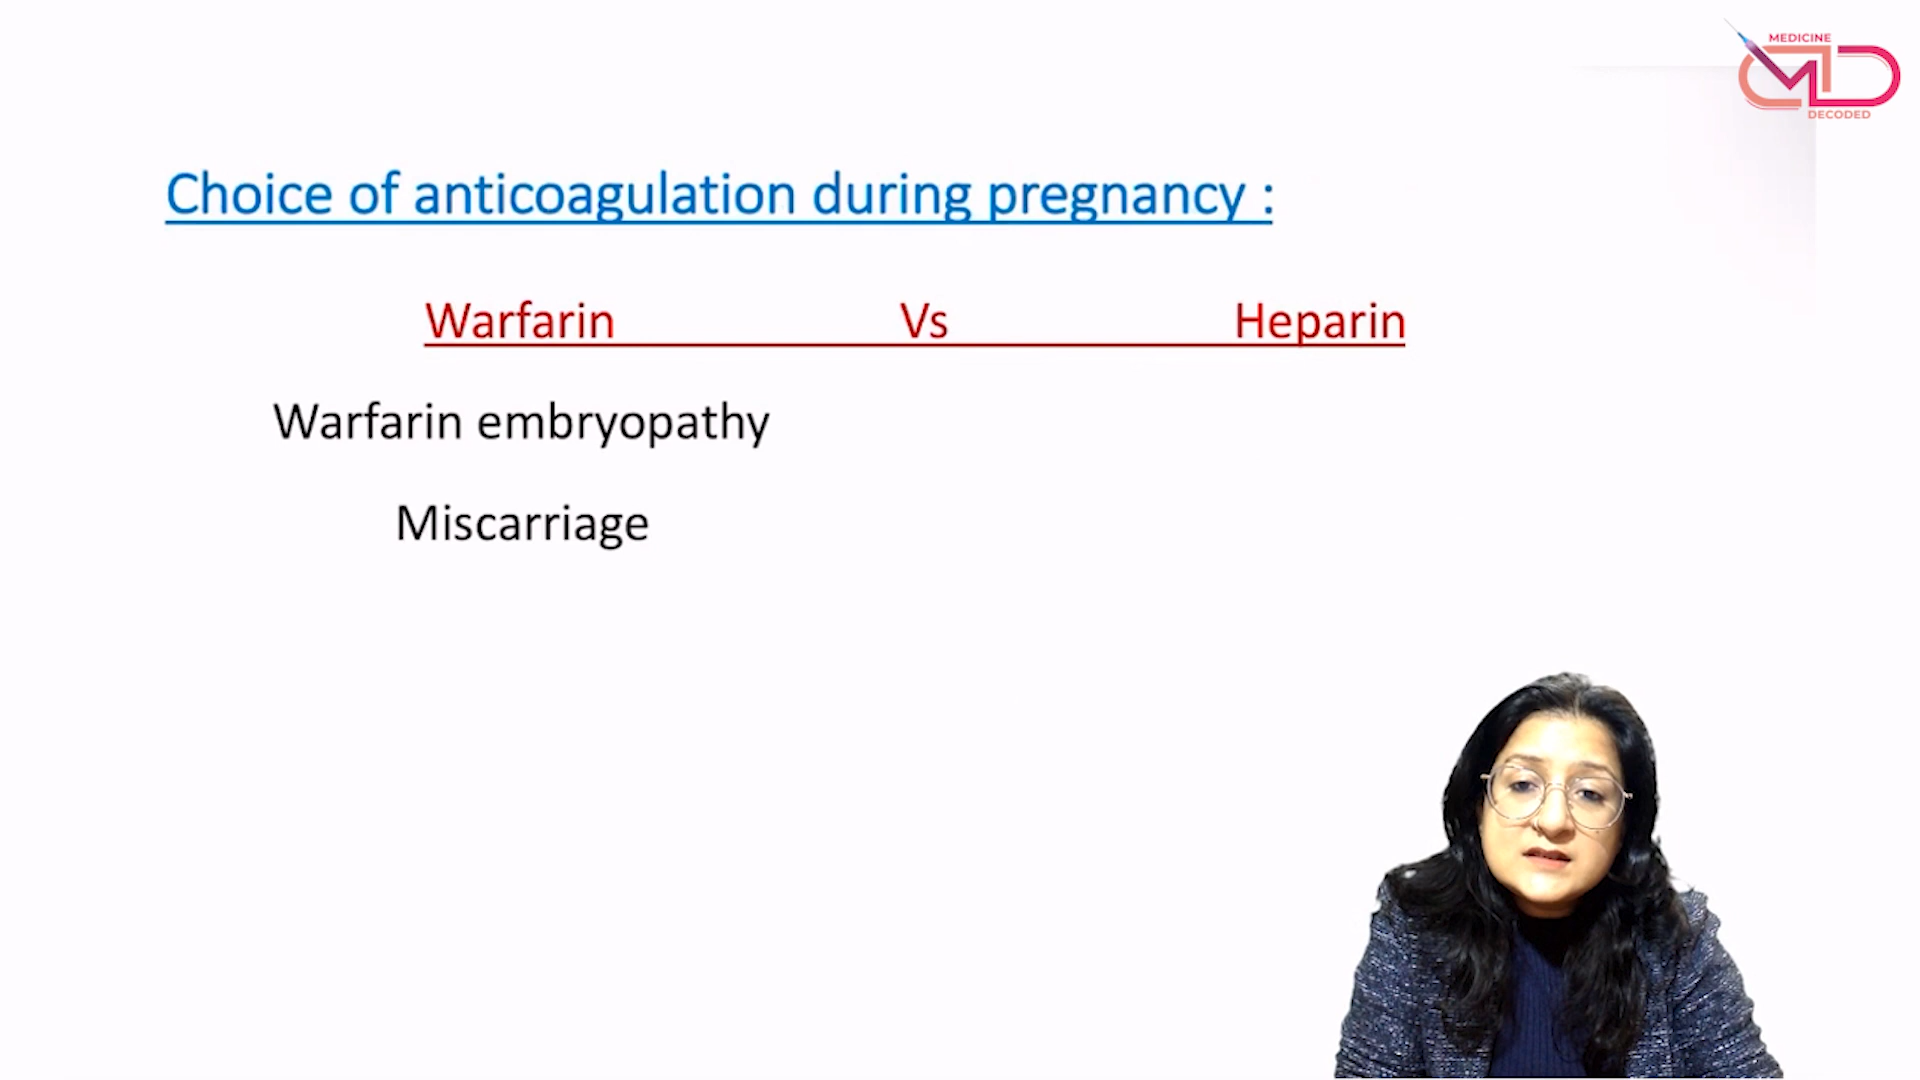 MEDICINE
DECODED
Choice of anticoagulation during pregnancy :
Warfarin Vs Heparin
Warfarin embryopathy
Miscarriage